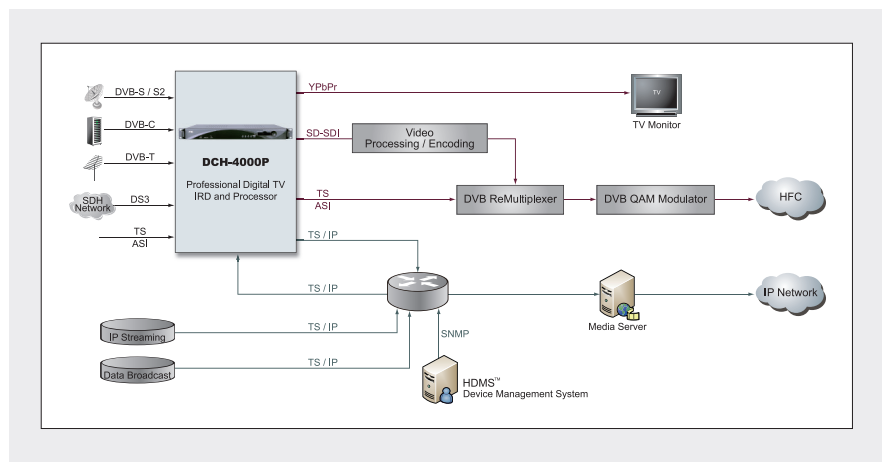 DVB-S / S2
DVB-C
DVB-T
SDH
Network
DS3
TS
ASI
DCH-4000P
Professional Digital TV
IRD and Processor
YPbPr
TV
TV Monitor
SD-SDI
Video
Processing / Encoding
TS
ASI
DVB ReMultiplexer
DVB QAM Modulator
HFC
TS / IP
TS / IP
IP Streaming
TS / IP
Data Broadcast
TS / IP
SNMP
HDMS™
Device Management System
Media Server
IP Network